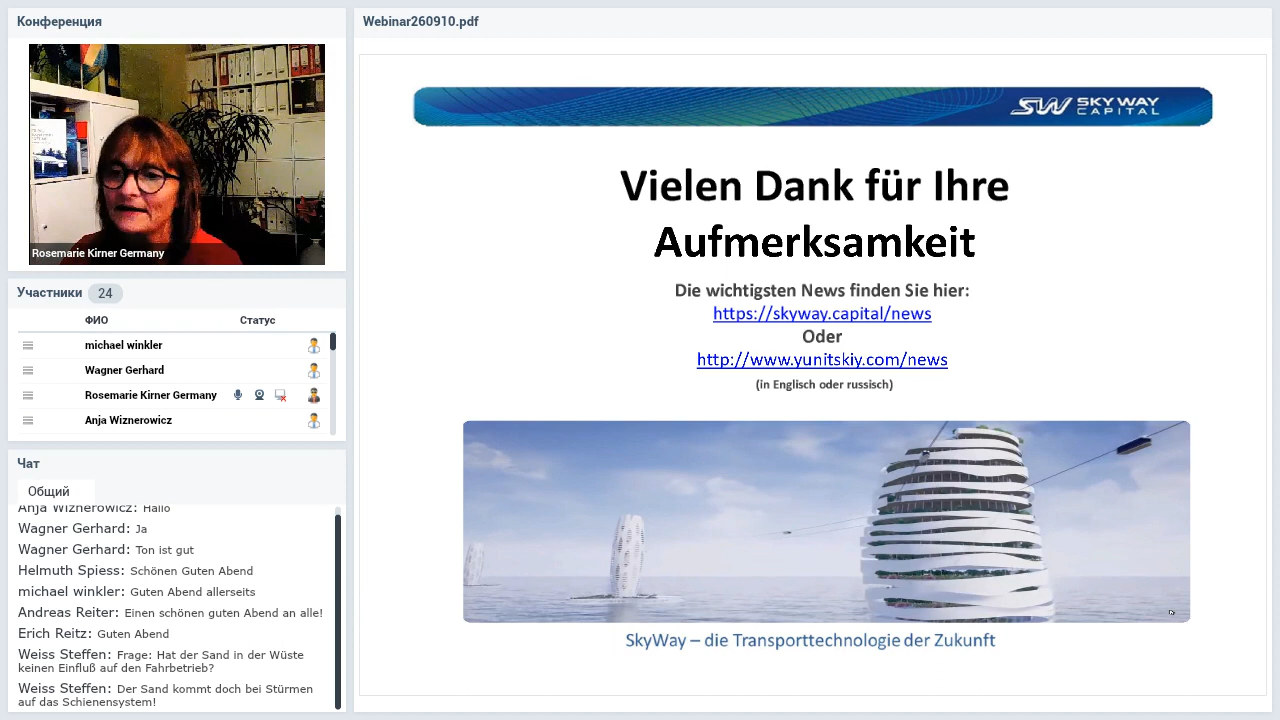 Конференция
Rosemarie Kirner Germany
Участники 24
ФИО Статус
michael winkler
Wagner Gerhard
Rosemarie Kirner Germany
Anja Wiznerowicz
Чат
Общий
Anja Wiznerowicz: Hallo
Wagner Gerhard: Ja
Wagner Gerhard: Ton ist gut
Helmuth Spiess: Schönen Guten Abend
michael winkler: Guten Abend allerseits
Andreas Reiter: Einen schönen guten Abend an alle!
Erich Reitz: Guten Abend
Weiss Steffen: Frage: Hat der Sand in der Wüste
keinen Einfluß auf den Fahrbetrieb?
Weiss Steffen: Der Sand kommt doch bei Stürmen
auf das Schienensystem!
Webinar260910.pdf
SW SKY WAY
CAPITAL
Vielen Dank für Ihre
Aufmerksamkeit
Die wichtigsten News finden Sie hier:
https://skyway.capital/news
Oder
http://www.yunitskiy.com/news
(in Englisch oder russisch)
SkyWay – die Transporttechnologie der Zukunft